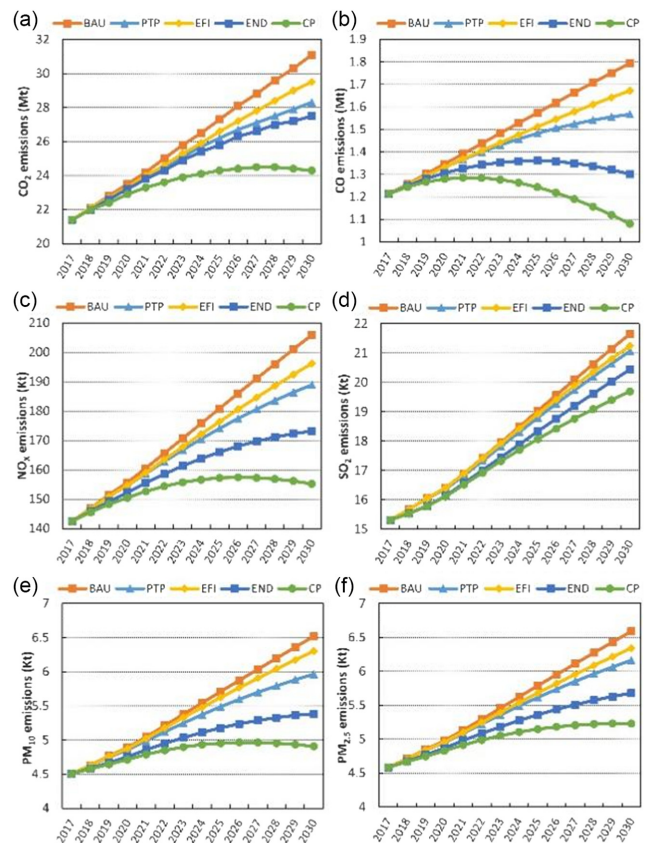 (a) BAU PTP EFI END CP
CO₂ emissions (Mt)
32
30
28
26
24
22
20
2017 2018 2019 2020 2021 2022 2023 2024 2025 2026 2027 2028 2029 2030
(b) BAU PTP EFI END CP
CO emissions (Mt)
1.9
1.8
1.7
1.6
1.5
1.4
1.3
1.2
1.1
1
2017 2018 2019 2020 2021 2022 2023 2024 2025 2026 2027 2028 2029 2030
(c) BAU PTP EFI END CP
NOX emissions (Kt)
210
200
190
180
170
160
150
140
2017 2018 2019 2020 2021 2022 2023 2024 2025 2026 2027 2028 2029 2030
(d) BAU PTP EFI END CP
SO2 emissions (Kt)
22
21
20
19
18
17
16
15
2017 2018 2019 2020 2021 2022 2023 2024 2025 2026 2027 2028 2029 2030
(e) BAU PTP EFI END CP
PM10 emissions (Kt)
7
6.5
6
5.5
5
4.5
4
2017 2018 2019 2020 2021 2022 2023 2024 2025 2026 2027 2028 2029 2030
(f) BAU PTP EFI END CP
PM2.5 emissions (Kt)
7
6.5
6
5.5
5
4.5
4
2017 2018 2019 2020 2021 2022 2023 2024 2025 2026 2027 2028 2029 2030